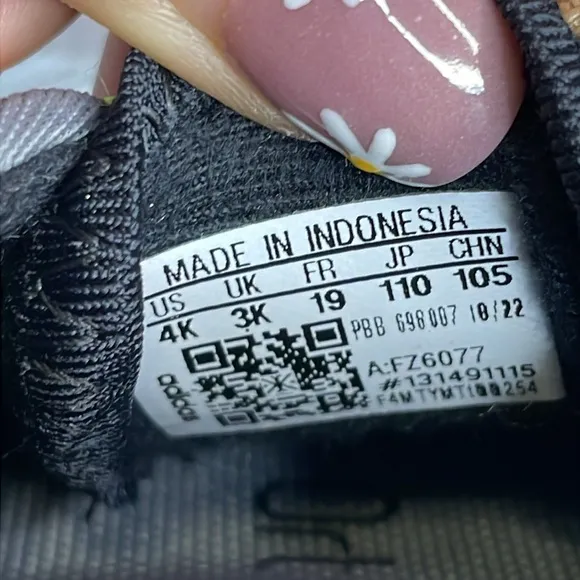 MADE IN INDONESIA
US UK FR JP CHN
4K 3K 19 110 105
PBB 698007 10/22
A:FZ6077
#131491115
adidas